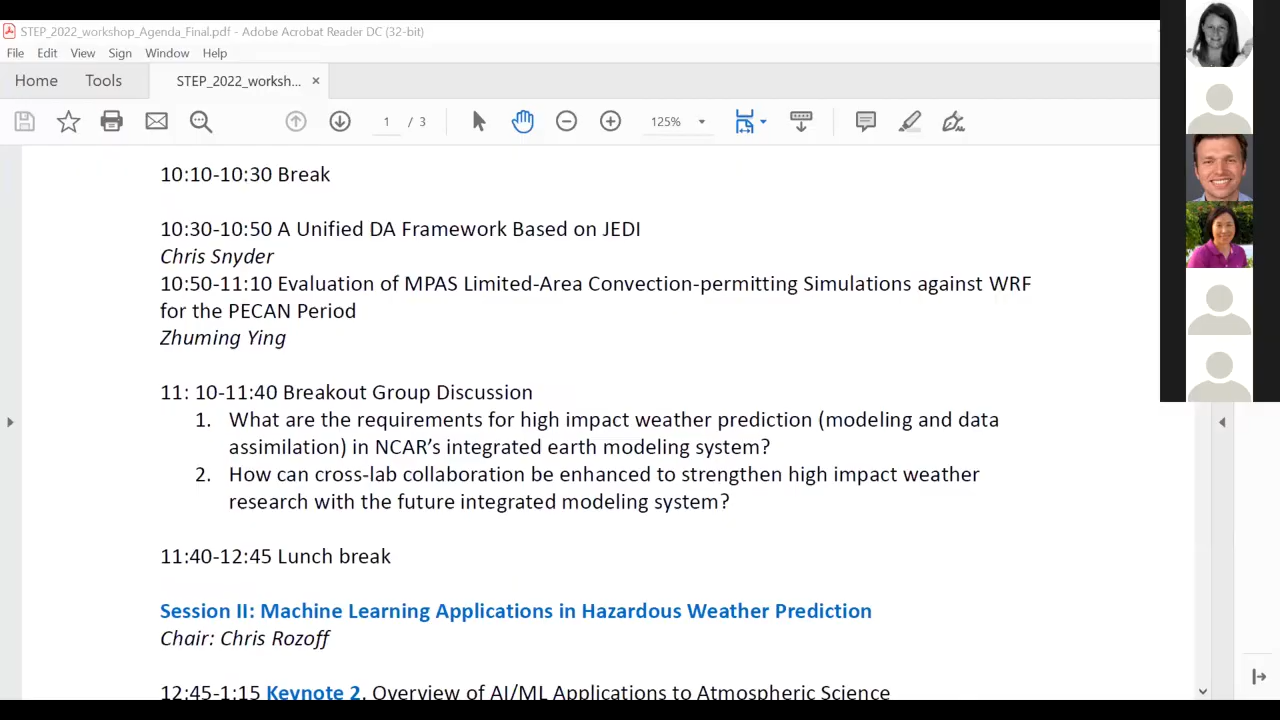 STEP_2022_workshop_Agenda_Final.pdf - Adobe Acrobat Reader DC (32-bit)
File Edit View Sign Window Help
Home Tools STEP_2022_worksh... ×
1 / 3 125%
10:10-10:30 Break
10:30-10:50 A Unified DA Framework Based on JEDI
Chris Snyder
10:50-11:10 Evaluation of MPAS Limited-Area Convection-permitting Simulations against WRF
for the PECAN Period
Zhuming Ying
11: 10-11:40 Breakout Group Discussion
1. What are the requirements for high impact weather prediction (modeling and data
assimilation) in NCAR’s integrated earth modeling system?
2. How can cross-lab collaboration be enhanced to strengthen high impact weather
research with the future integrated modeling system?
11:40-12:45 Lunch break
Session II: Machine Learning Applications in Hazardous Weather Prediction
Chair: Chris Rozoff
12:45-1:15 Keynote 2, Overview of AI/ML Applications to Atmospheric Science